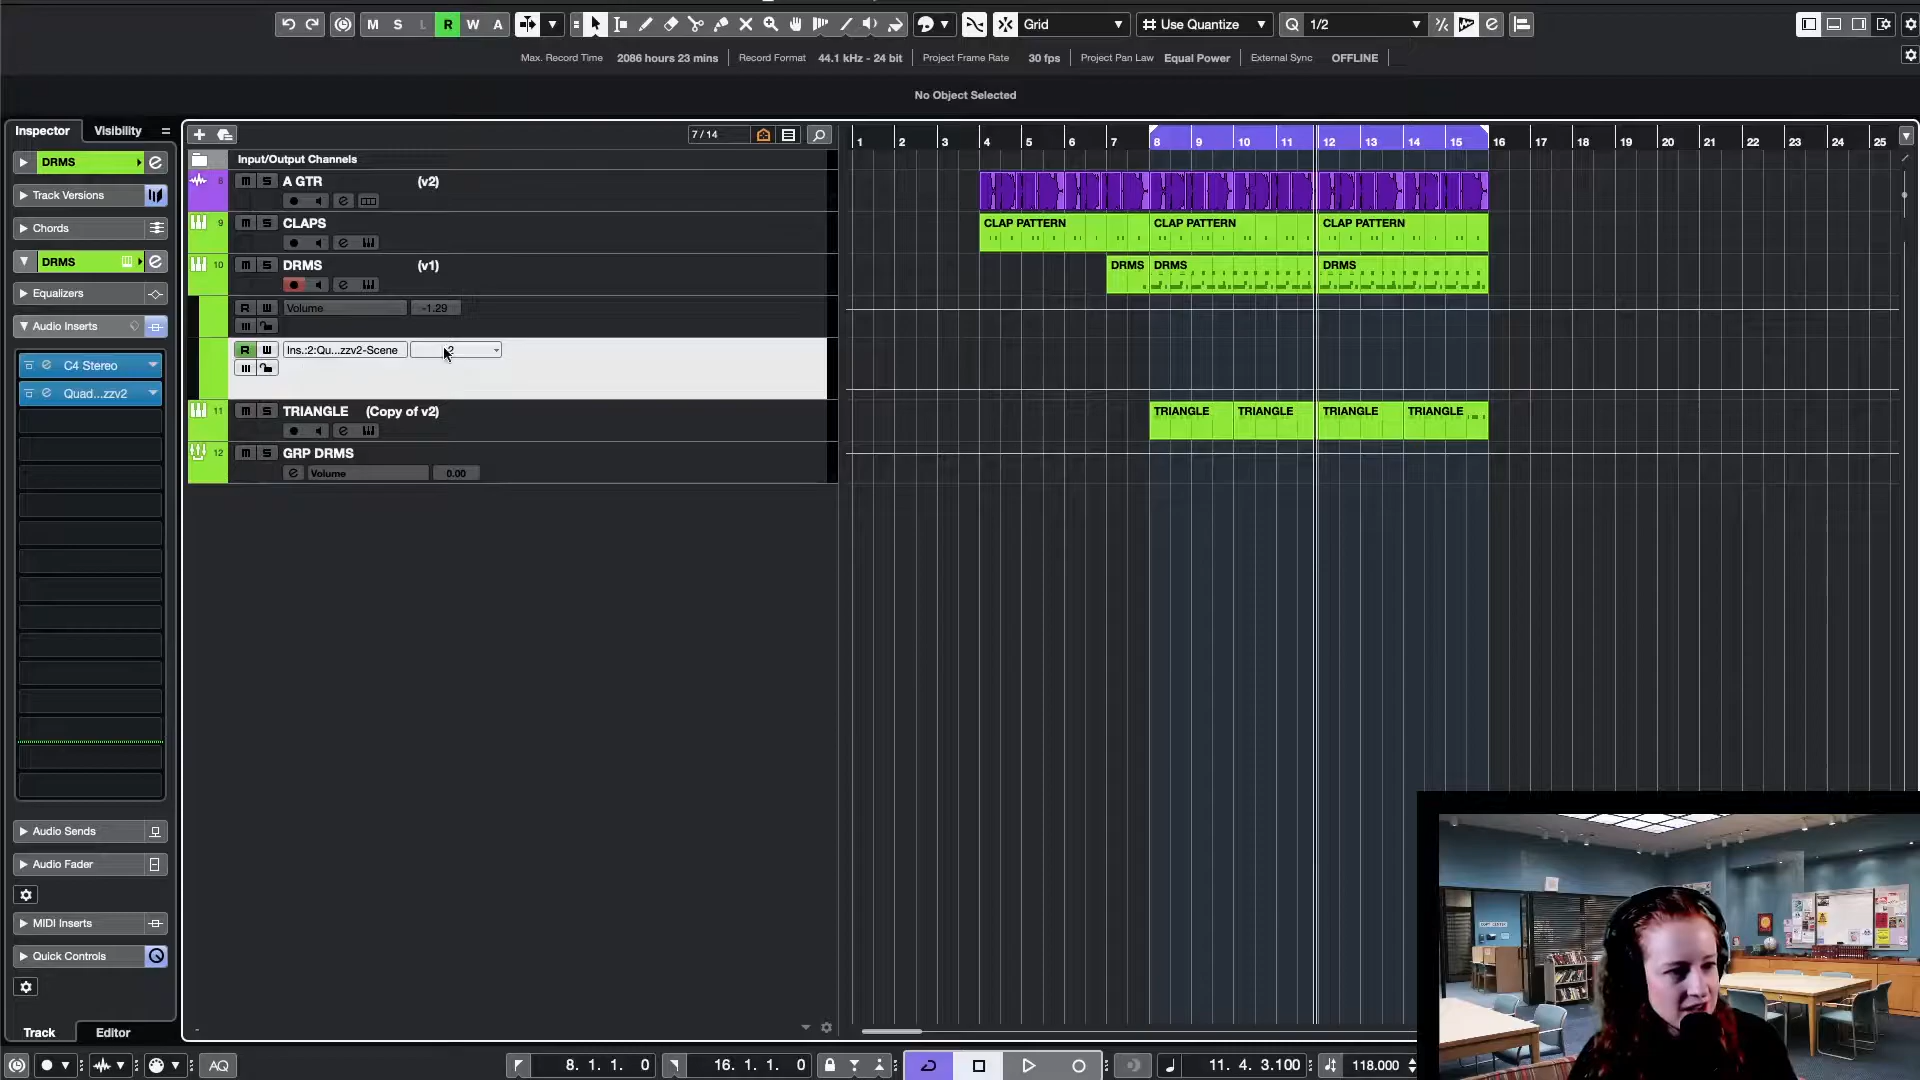 M S L R W A Grid Use Quantize Q 1/2
Max. Record Time 2086 hours 23 mins Record Format 44.1 kHz - 24 bit Project Frame Rate 30 fps Project Pan Law Equal Power External Sync OFFLINE
No Object Selected
Inspector Visibility 7 / 14 1 2 3 4 5 6 7 8 9 10 11 12 13 14 15 16 17 18 19 20 21 22 23 24 25
Input/Output Channels
DRMS
Track Versions
Chords
DRMS
Equalizers
Audio Inserts
C4 Stereo
Quad...zzv2
Audio Sends
Audio Fader
MIDI Inserts
Quick Controls
Track Editor
8 m S A GTR (v2)
9 m S CLAPS
10 m S DRMS (v1)
R W Volume -1.29
R W Ins.:2:Qu...zzv2-Scene 2
11 m S TRIANGLE (Copy of v2)
12 m S GRP DRMS
Volume 0.00
CLAP PATTERN CLAP PATTERN CLAP PATTERN
DRMS DRMS DRMS
TRIANGLE TRIANGLE TRIANGLE TRIANGLE
AQ 8. 1. 1. 0 16. 1. 1. 0 11. 4. 3.100 118.000